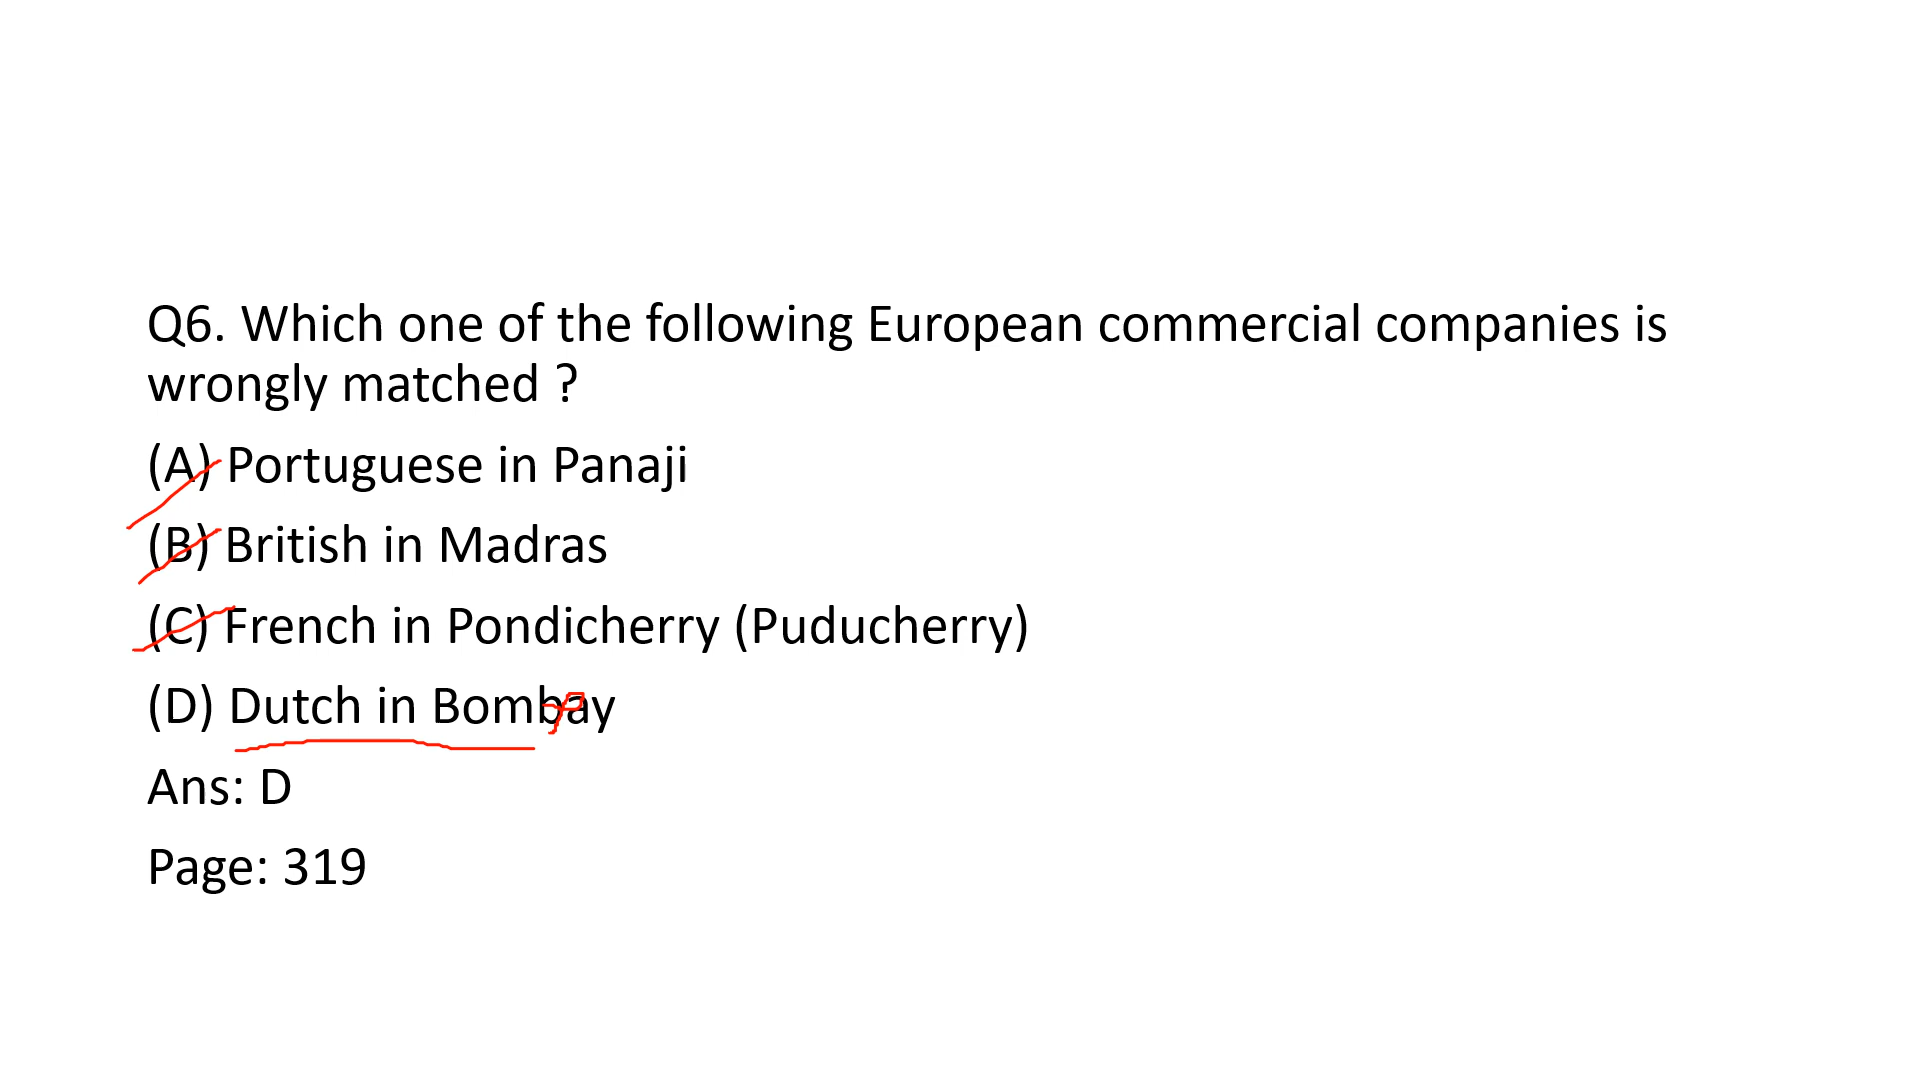 Q6. Which one of the following European commercial companies is
wrongly matched ?
(A) Portuguese in Panaji
(B) British in Madras
(C) French in Pondicherry (Puducherry)
(D) Dutch in Bombay
Ans: D
Page: 319